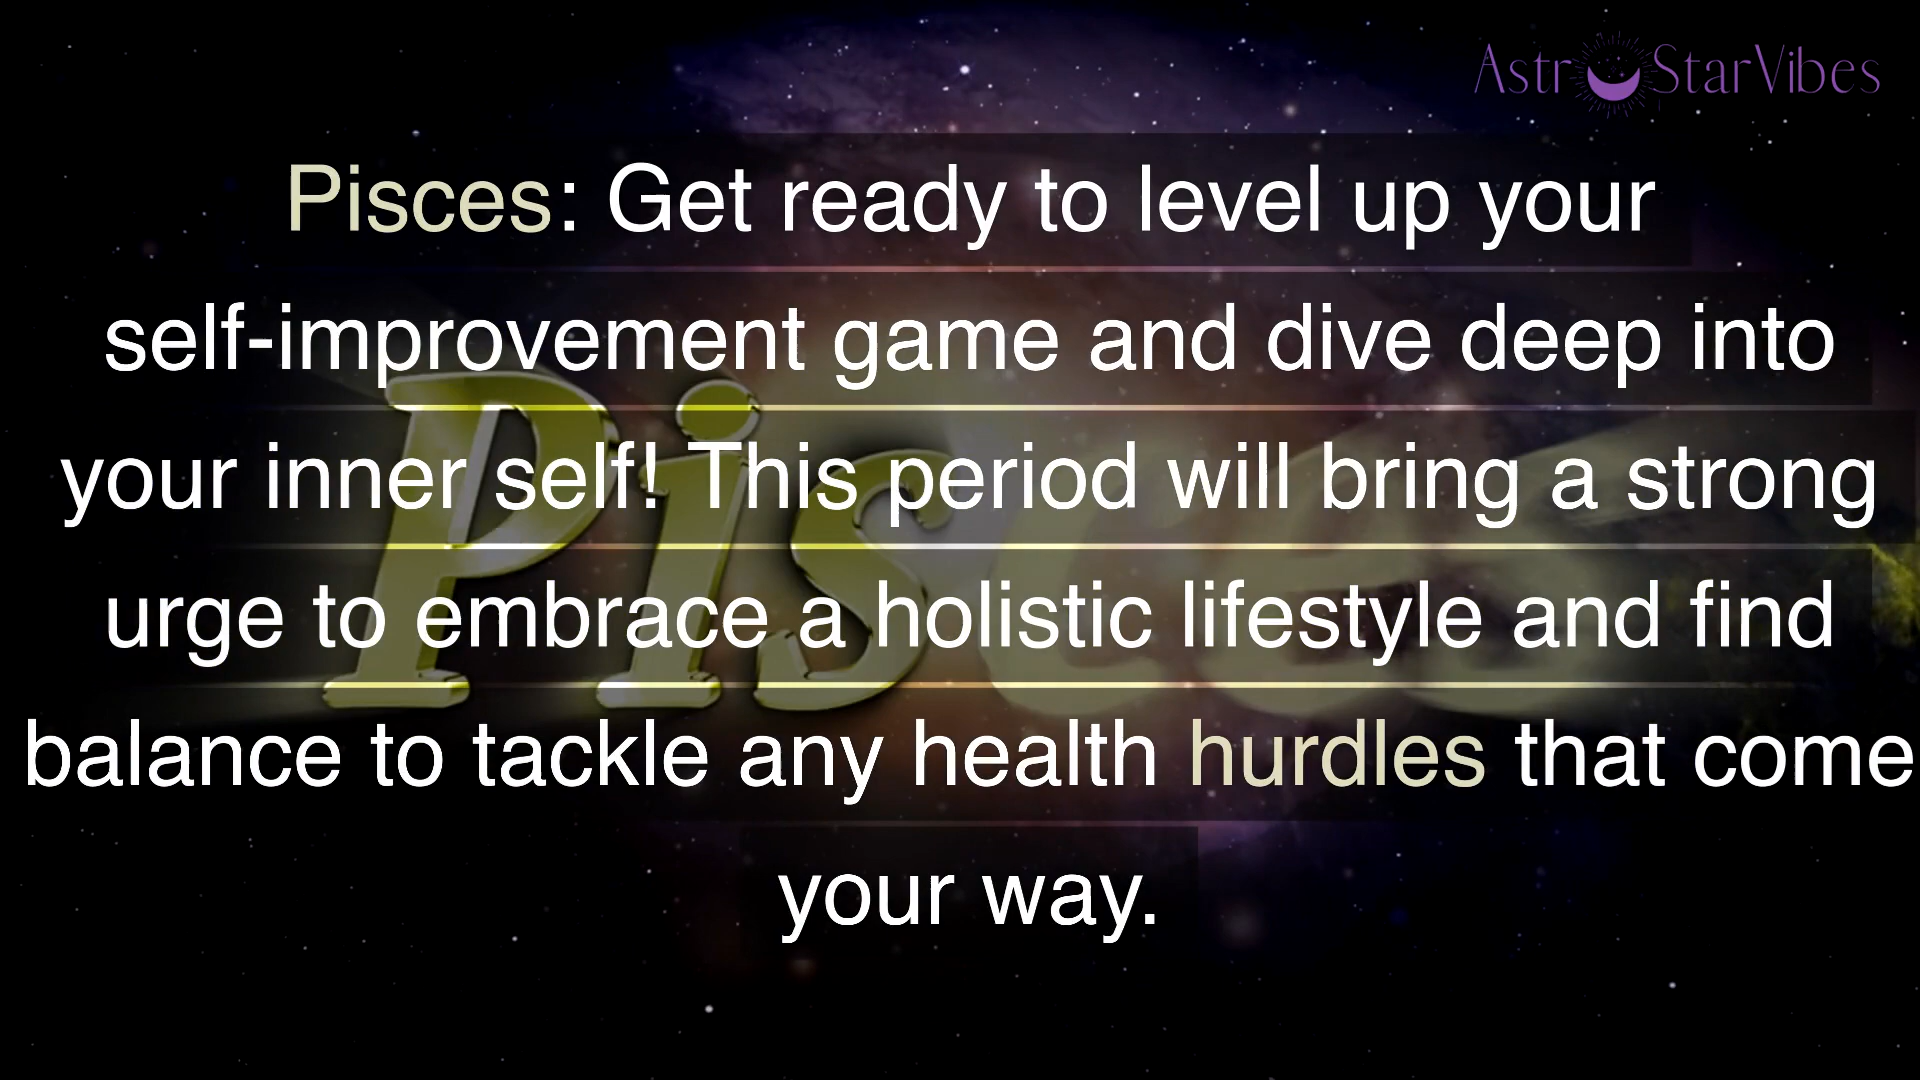 AstroStarVibes
Pisces: Get ready to level up your
self-improvement game and dive deep into
your inner self! This period will bring a strong
urge to embrace a holistic lifestyle and find
balance to tackle any health hurdles that come
your way.
Pisces